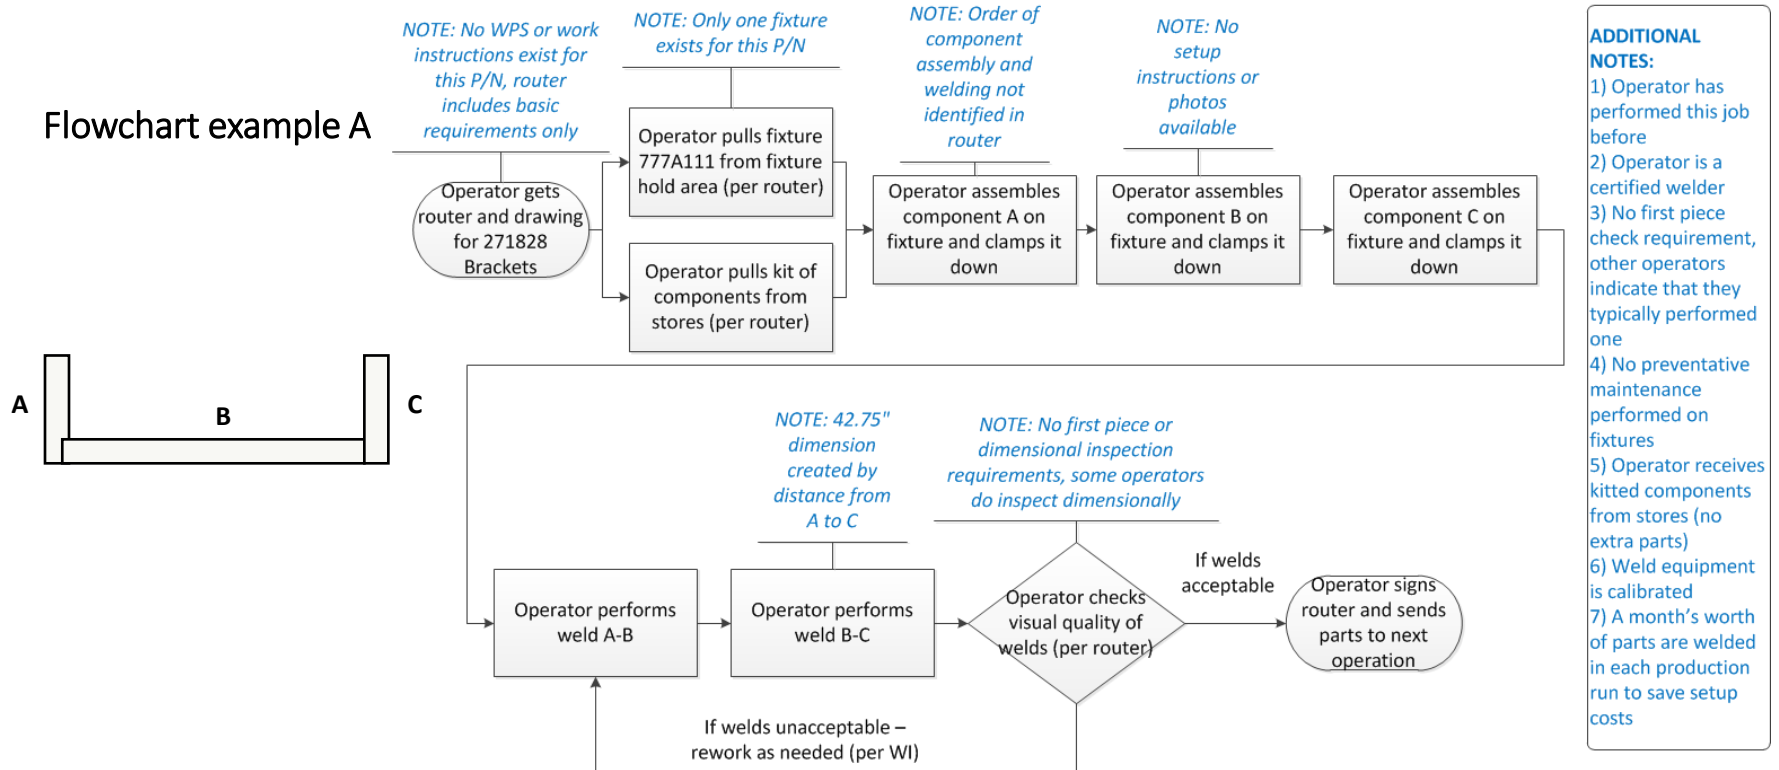 Flowchart example A
NOTE: No WPS or work
instructions exist for
this P/N, router
includes basic
requirements only
NOTE: Only one fixture
exists for this P/N
NOTE: Order of
component
assembly and
welding not
identified in
router
NOTE: No
setup
instructions or
photos
available
Operator gets
router and drawing
for 271828
Brackets
Operator pulls fixture
777A111 from fixture
hold area (per router)
Operator pulls kit of
components from
stores (per router)
Operator assembles
component A on
fixture and clamps it
down
Operator assembles
component B on
fixture and clamps it
down
Operator assembles
component C on
fixture and clamps it
down
A
B
C
NOTE: 42.75"
dimension
created by
distance from
A to C
NOTE: No first piece or
dimensional inspection
requirements, some operators
do inspect dimensionally
Operator performs
weld A-B
Operator performs
weld B-C
Operator checks
visual quality of
welds (per router)
If welds
acceptable
Operator signs
router and sends
parts to next
operation
If welds unacceptable –
rework as needed (per WI)
ADDITIONAL
NOTES:
1) Operator has
performed this job
before
2) Operator is a
certified welder
3) No first piece
check requirement,
other operators
indicate that they
typically performed
one
4) No preventative
maintenance
performed on
fixtures
5) Operator receives
kitted components
from stores (no
extra parts)
6) Weld equipment
is calibrated
7) A month’s worth
of parts are welded
in each production
run to save setup
costs